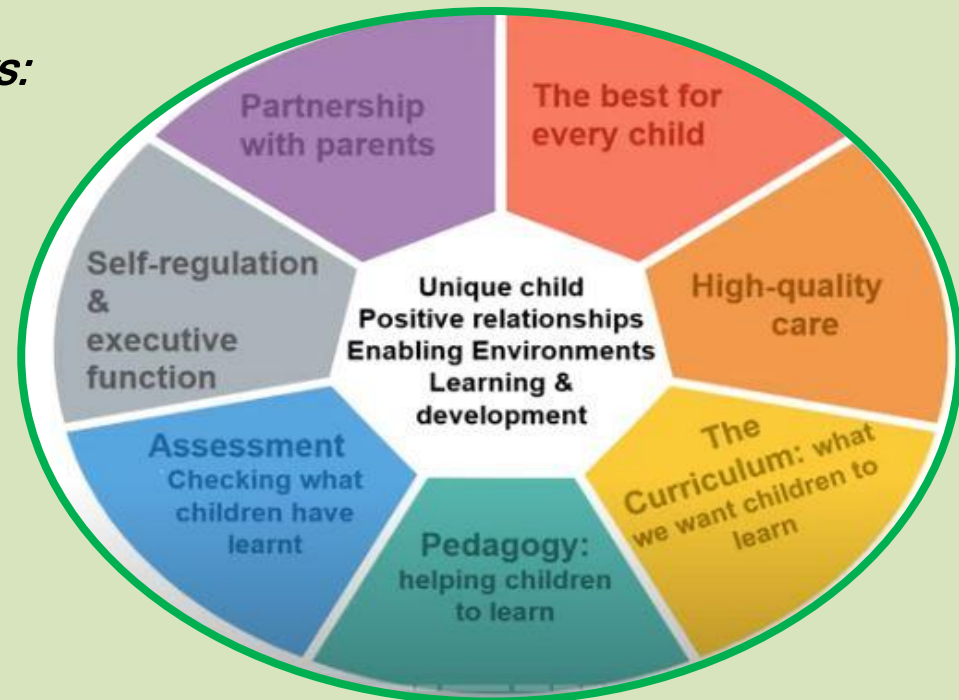 s:
Partnership
with parents
The best for
every child
Self-regulation
&
executive
function
High-quality
care
Unique child
Positive relationships
Enabling Environments
Learning &
development
Assessment
Checking what
children have
learnt
The
Curriculum: what
we want children to
learn
Pedagogy:
helping children
to learn